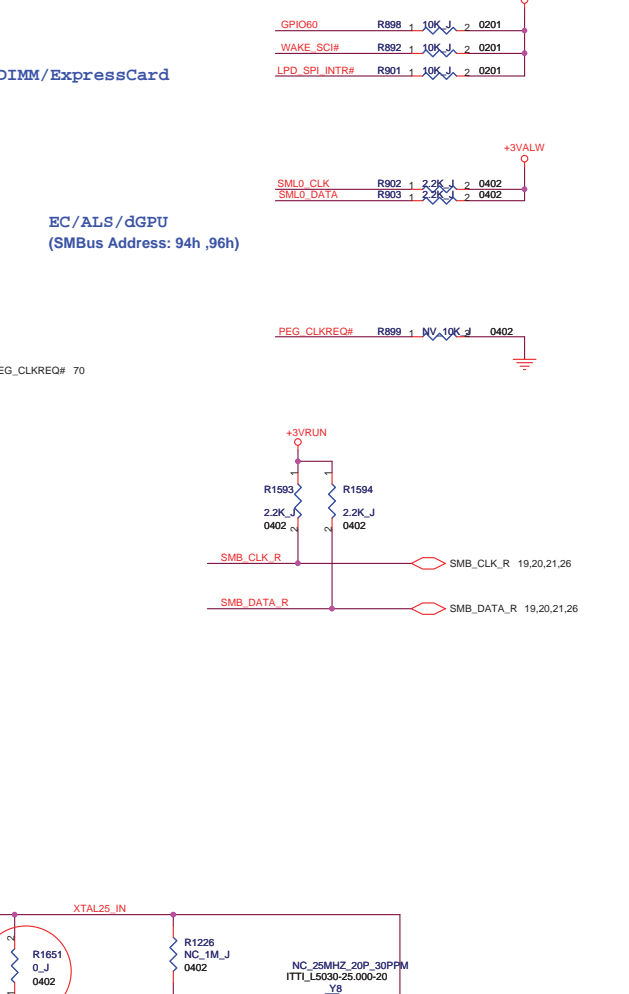 GPIO60 R898 1 10K_J 2 0201
WAKE_SCI# R892 1 10K_J 2 0201
LPD_SPI_INTR# R901 1 10K_J 2 0201
DIMM/ExpressCard
+3VALW
SML0_CLK R902 1 2.2K_J 2 0402
SML0_DATA R903 1 2.2K_J 2 0402
EC/ALS/dGPU
(SMBus Address: 94h ,96h)
PEG_CLKREQ# R899 1 NV_10K_J 2 0402
EG_CLKREQ# 70
+3VRUN
1 1
R1593 R1594
2.2K_J 2.2K_J
0402 0402
2 2
SMB_CLK_R SMB_CLK_R 19,20,21,26
SMB_DATA_R SMB_DATA_R 19,20,21,26
XTAL25_IN
2
R1651
0_J
0402
1
R1226
NC_1M_J
0402
NC_25MHZ_20P_30PPM
ITTI_L5030-25.000-20
Y8